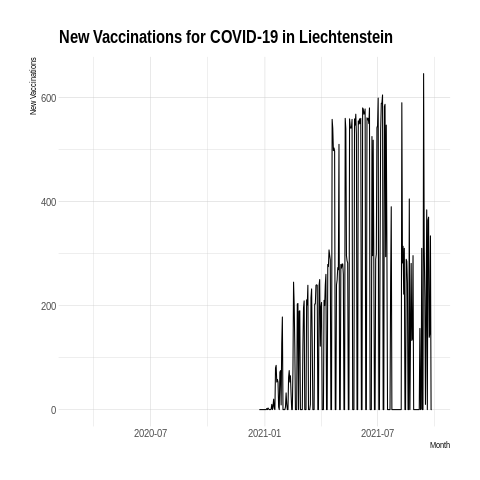 New Vaccinations for COVID-19 in Liechtenstein
New Vaccinations
600
400
200
0
2020-07
2021-01
2021-07
Month